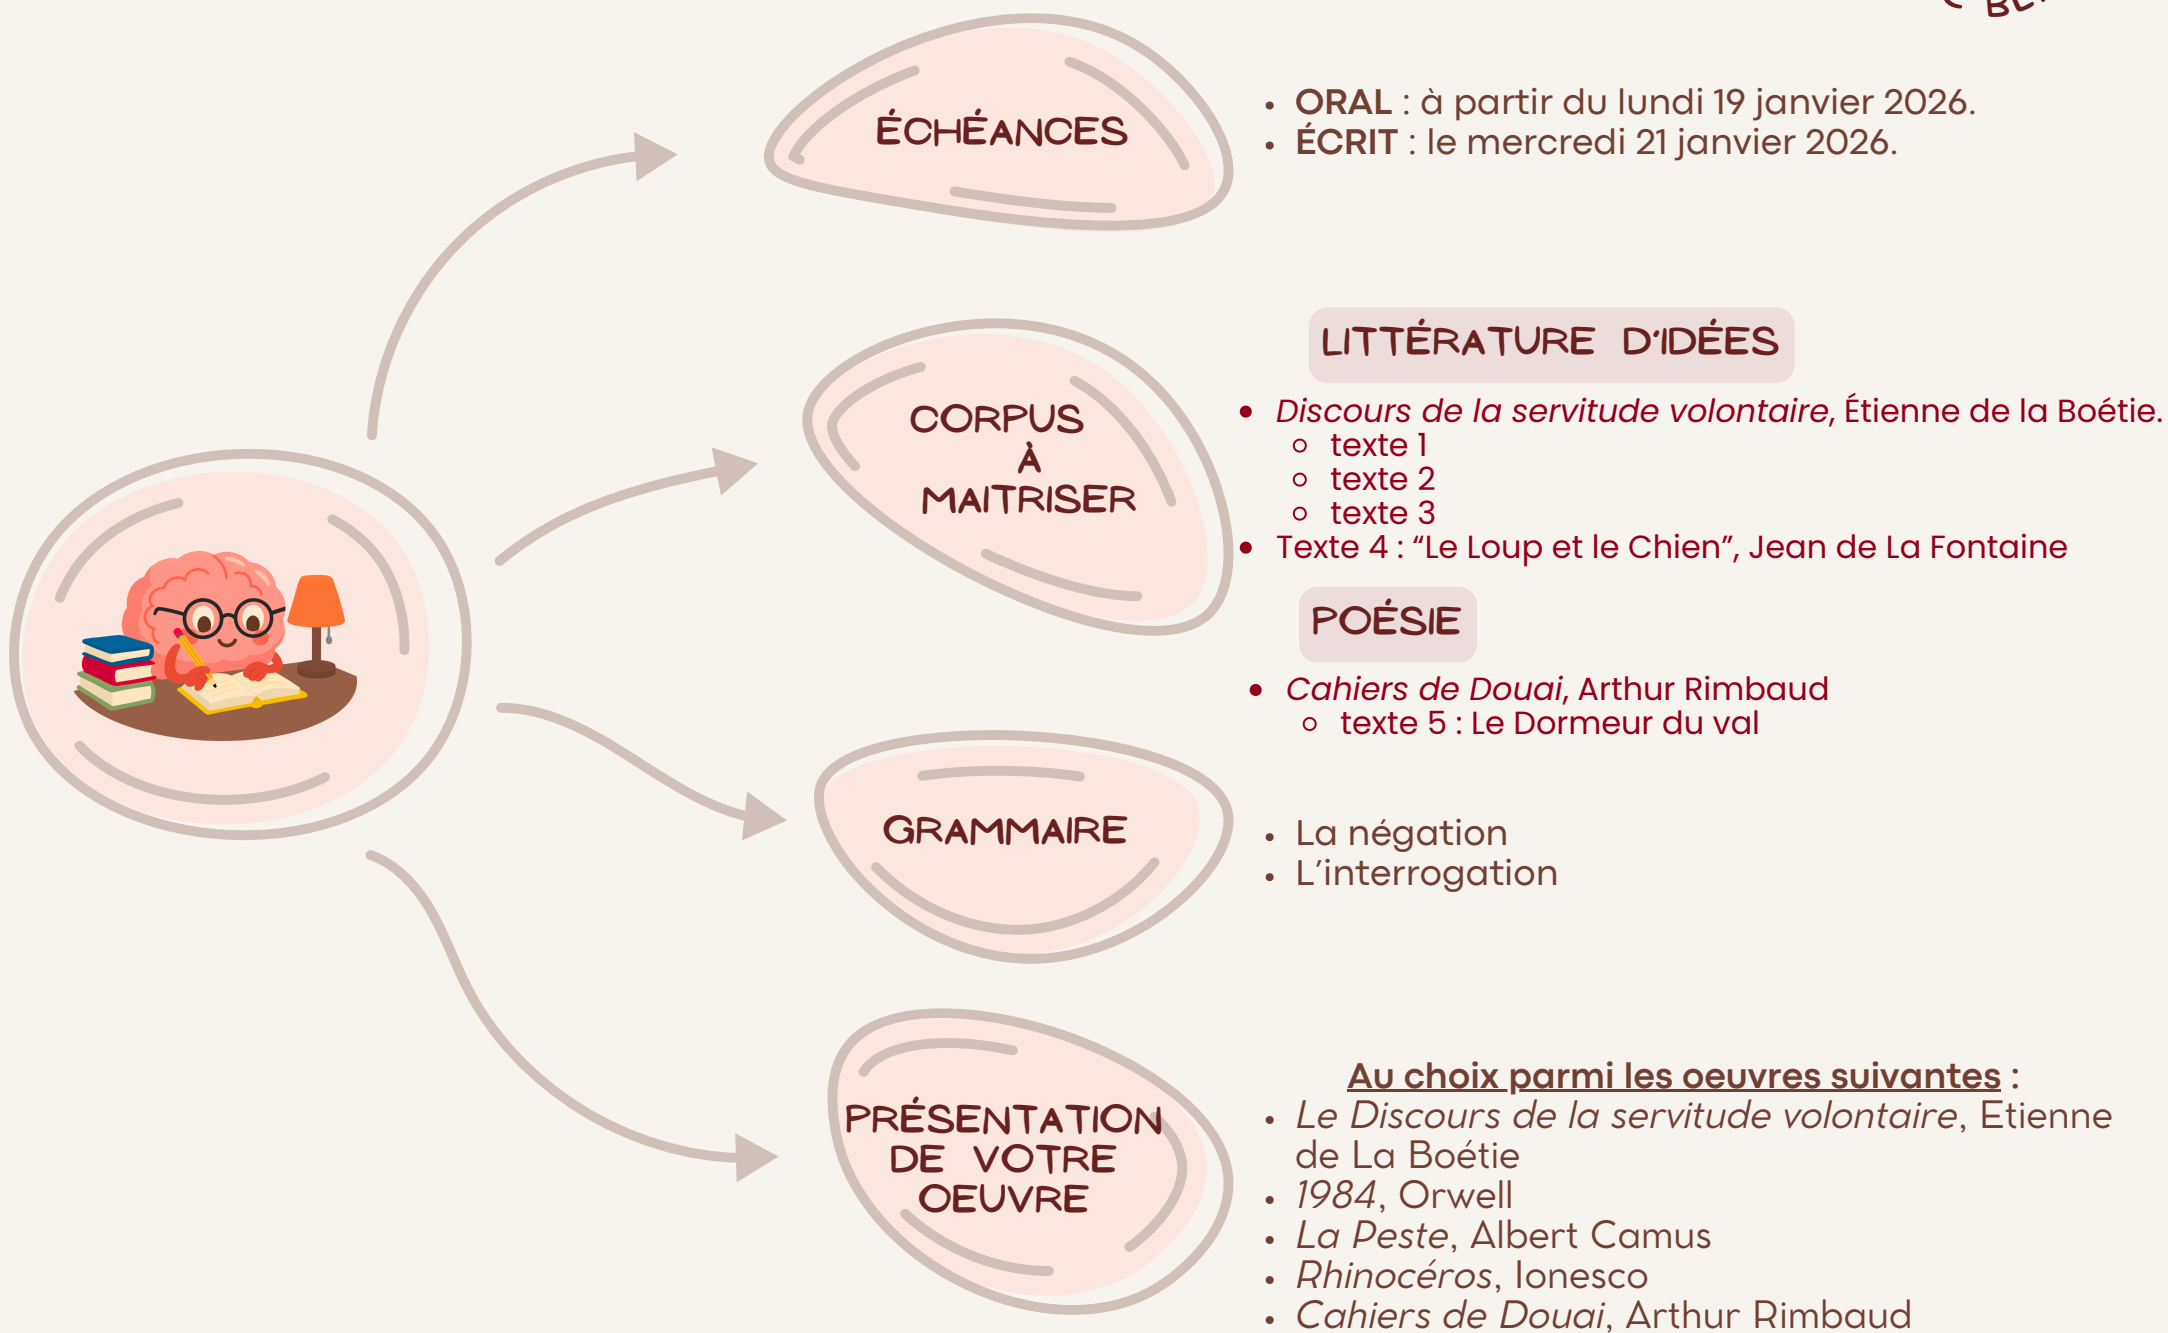 ÉCHÉANCES
• ORAL : à partir du lundi 19 janvier 2026.
• ÉCRIT : le mercredi 21 janvier 2026.
CORPUS
À
MAITRISER
LITTÉRATURE D'IDÉES
• Discours de la servitude volontaire, Étienne de la Boétie.
○ texte 1
○ texte 2
○ texte 3
• Texte 4 : “Le Loup et le Chien”, Jean de La Fontaine
POÉSIE
• Cahiers de Douai, Arthur Rimbaud
○ texte 5 : Le Dormeur du val
GRAMMAIRE
• La négation
• L’interrogation
PRÉSENTATION
DE VOTRE
OEUVRE
Au choix parmi les oeuvres suivantes :
• Le Discours de la servitude volontaire, Etienne
de La Boétie
• 1984, Orwell
• La Peste, Albert Camus
• Rhinocéros, Ionesco
• Cahiers de Douai, Arthur Rimbaud